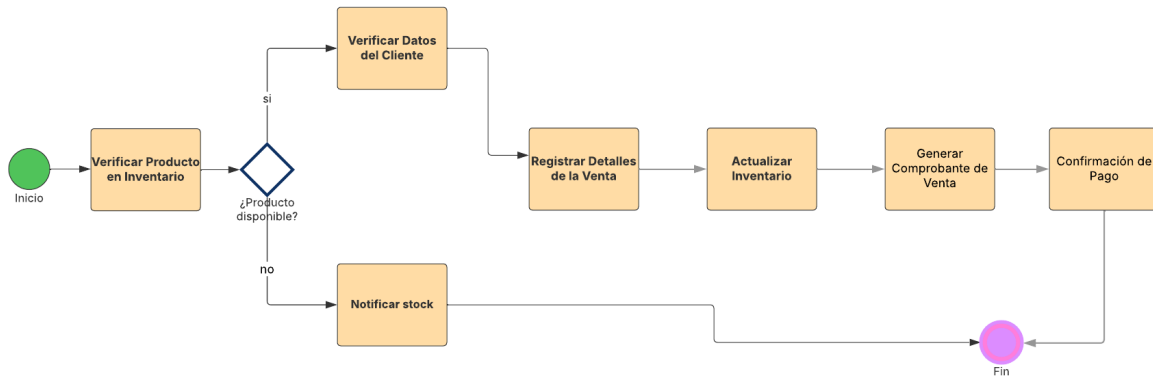 Inicio
Verificar Producto
en Inventario
¿Producto
disponible?
si
Verificar Datos
del Cliente
no
Notificar stock
Registrar Detalles
de la Venta
Actualizar
Inventario
Generar
Comprobante de
Venta
Confirmación de
Pago
Fin